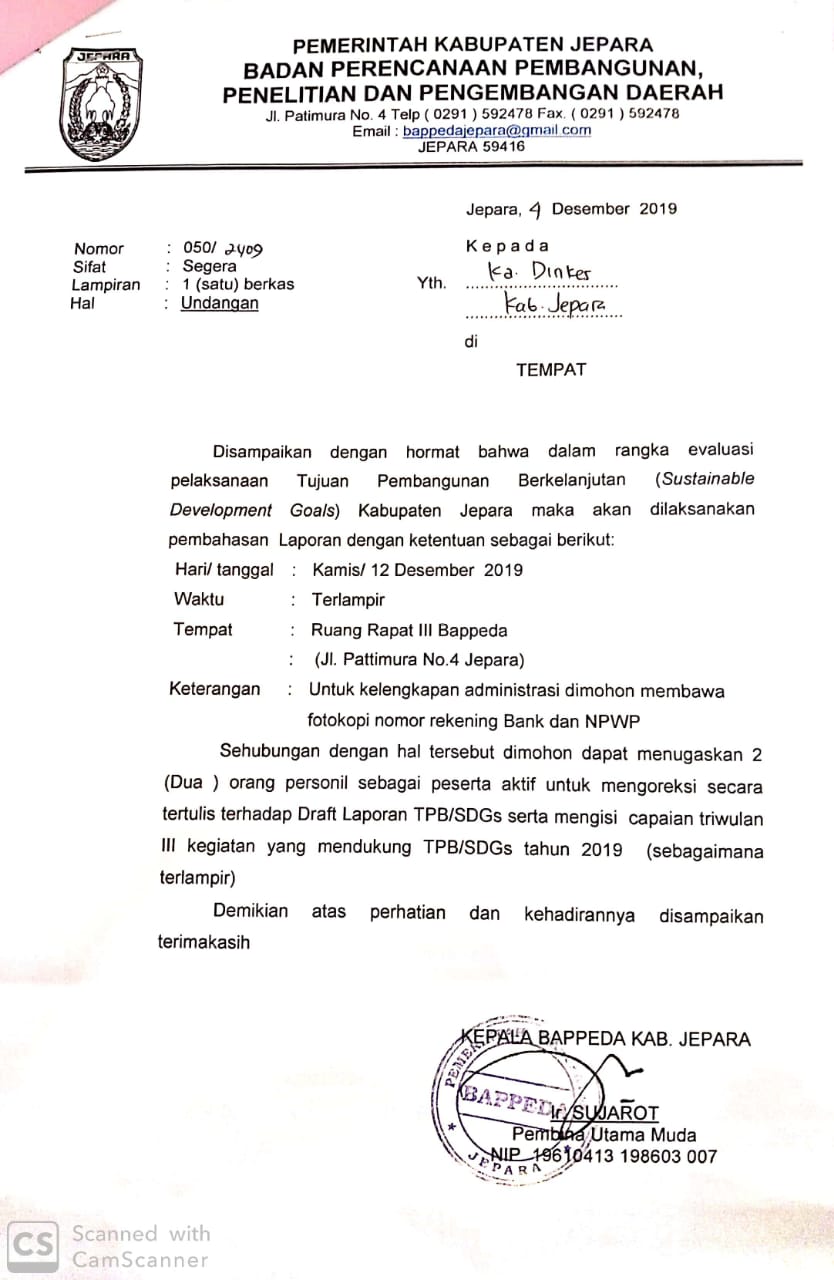 JEPARA
PEMERINTAH KABUPATEN JEPARA
BADAN PERENCANAAN PEMBANGUNAN,
PENELITIAN DAN PENGEMBANGAN DAERAH
Jl. Patimura No. 4 Telp ( 0291 ) 592478 Fax. ( 0291 ) 592478
Email : bappedajepara@gmail.com
JEPARA 59416
Jepara, 4 Desember 2019
Nomor : 050/ 2409
Sifat : Segera
Lampiran : 1 (satu) berkas
Hal : Undangan
Kepada
Yth. Ka. Dinkes
Kab. Jepara
di
TEMPAT
Disampaikan dengan hormat bahwa dalam rangka evaluasi
pelaksanaan Tujuan Pembangunan Berkelanjutan (Sustainable
Development Goals) Kabupaten Jepara maka akan dilaksanakan
pembahasan Laporan dengan ketentuan sebagai berikut:
Hari/ tanggal : Kamis/ 12 Desember 2019
Waktu : Terlampir
Tempat : Ruang Rapat III Bappeda
: (Jl. Pattimura No.4 Jepara)
Keterangan : Untuk kelengkapan administrasi dimohon membawa
fotokopi nomor rekening Bank dan NPWP
Sehubungan dengan hal tersebut dimohon dapat menugaskan 2
(Dua ) orang personil sebagai peserta aktif untuk mengoreksi secara
tertulis terhadap Draft Laporan TPB/SDGs serta mengisi capaian triwulan
III kegiatan yang mendukung TPB/SDGs tahun 2019 (sebagaimana
terlampir)
Demikian atas perhatian dan kehadirannya disampaikan
terimakasih
KEPALA BAPPEDA KAB. JEPARA
BAPPEDA
JEPARA
Ir. SUJAROT
Pembina Utama Muda
NIP 19610413 198603 007
CS Scanned with
CamScanner